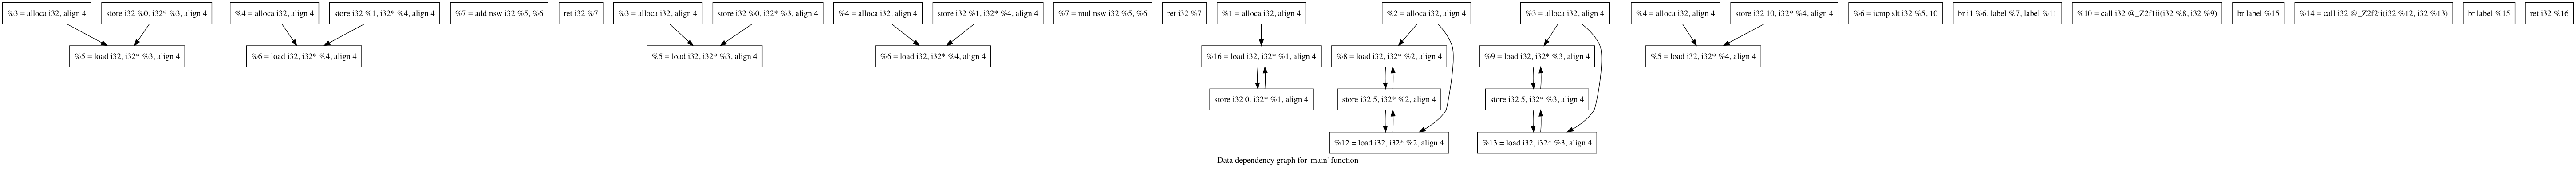 %3 = alloca i32, align 4
store i32 %0, i32* %3, align 4
%4 = alloca i32, align 4
store i32 %1, i32* %4, align 4
%7 = add nsw i32 %5, %6
ret i32 %7
%3 = alloca i32, align 4
store i32 %0, i32* %3, align 4
%4 = alloca i32, align 4
store i32 %1, i32* %4, align 4
%7 = mul nsw i32 %5, %6
ret i32 %7
%1 = alloca i32, align 4
%2 = alloca i32, align 4
%3 = alloca i32, align 4
%4 = alloca i32, align 4
store i32 10, i32* %4, align 4
%6 = icmp slt i32 %5, 10
br i1 %6, label %7, label %11
%10 = call i32 @_Z2f1ii(i32 %8, i32 %9)
br label %15
%14 = call i32 @_Z2f2ii(i32 %12, i32 %13)
br label %15
ret i32 %16
%5 = load i32, i32* %3, align 4
%6 = load i32, i32* %4, align 4
%5 = load i32, i32* %3, align 4
%6 = load i32, i32* %4, align 4
%16 = load i32, i32* %1, align 4
%8 = load i32, i32* %2, align 4
%9 = load i32, i32* %3, align 4
%5 = load i32, i32* %4, align 4
store i32 0, i32* %1, align 4
store i32 5, i32* %2, align 4
store i32 5, i32* %3, align 4
%12 = load i32, i32* %2, align 4
%13 = load i32, i32* %3, align 4
Data dependency graph for 'main' function